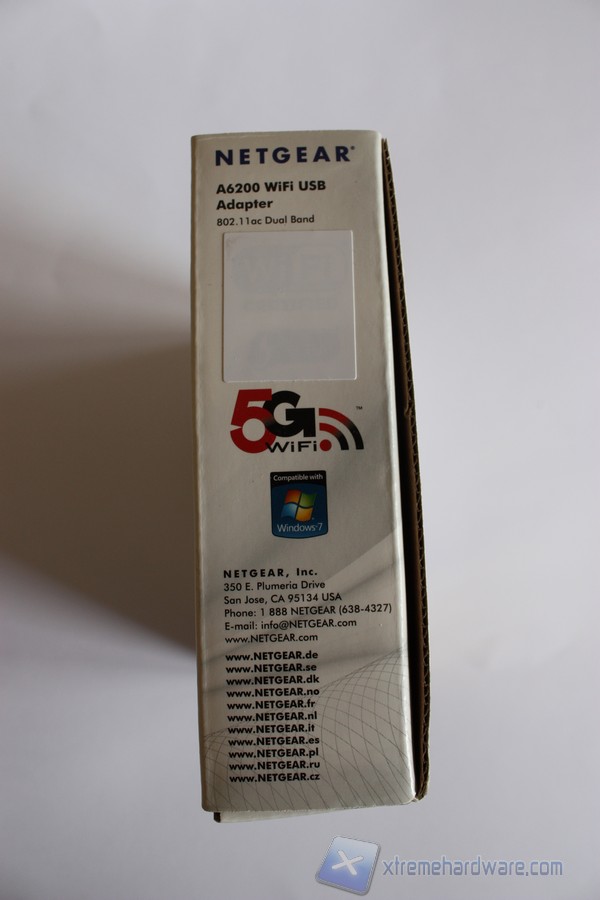 NETGEAR®
A6200 WiFi USB
Adapter
802.11ac Dual Band
5G™
WiFi
Compatible with
Windows®7
NETGEAR, Inc.
350 E. Plumeria Drive
San Jose, CA 95134 USA
Phone: 1 888 NETGEAR (638-4327)
E-mail: info@NETGEAR.com
www.NETGEAR.com
www.NETGEAR.de
www.NETGEAR.se
www.NETGEAR.dk
www.NETGEAR.no
www.NETGEAR.fr
www.NETGEAR.nl
www.NETGEAR.it
www.NETGEAR.es
www.NETGEAR.pl
www.NETGEAR.ru
www.NETGEAR.cz
xtremehardware.com